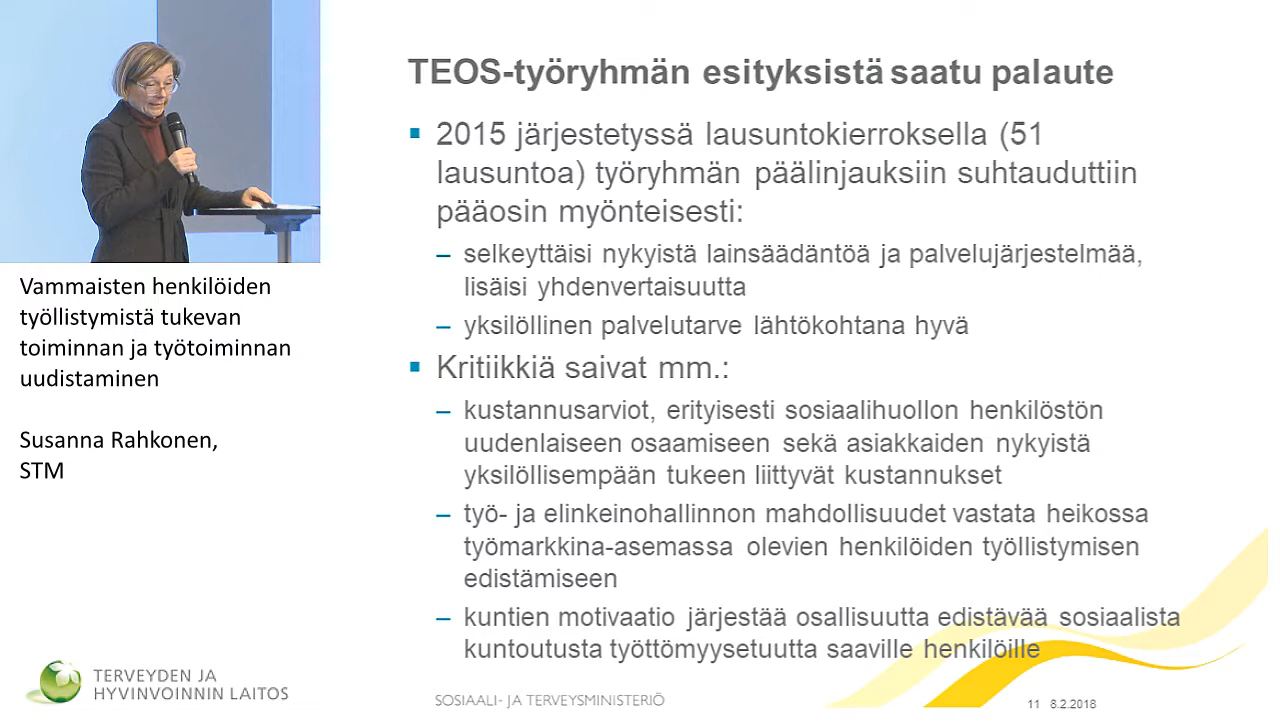 TEOS-työryhmän esityksistä saatu palaute
▪ 2015 järjestetyssä lausuntokierroksella (51
lausuntoa) työryhmän päälinjauksiin suhtauduttiin
pääosin myönteisesti:
– selkeyttäisi nykyistä lainsäädäntöä ja palvelujärjestelmää,
lisäisi yhdenvertaisuutta
– yksilöllinen palvelutarve lähtökohtana hyvä
▪ Kritiikkiä saivat mm.:
– kustannusarviot, erityisesti sosiaalihuollon henkilöstön
uudenlaiseen osaamiseen sekä asiakkaiden nykyistä
yksilöllisempään tukeen liittyvät kustannukset
– työ- ja elinkeinohallinnon mahdollisuudet vastata heikossa
työmarkkina-asemassa olevien henkilöiden työllistymisen
edistämiseen
– kuntien motivaatio järjestää osallisuutta edistävää sosiaalista
kuntoutusta työttömyysetuutta saaville henkilöille
Vammaisten henkilöiden
työllistymistä tukevan
toiminnan ja työtoiminnan
uudistaminen
Susanna Rahkonen,
STM
TERVEYDEN JA
HYVINVOINNIN LAITOS
SOSIAALI- JA TERVEYSMINISTERIÖ
11 8.2.2018